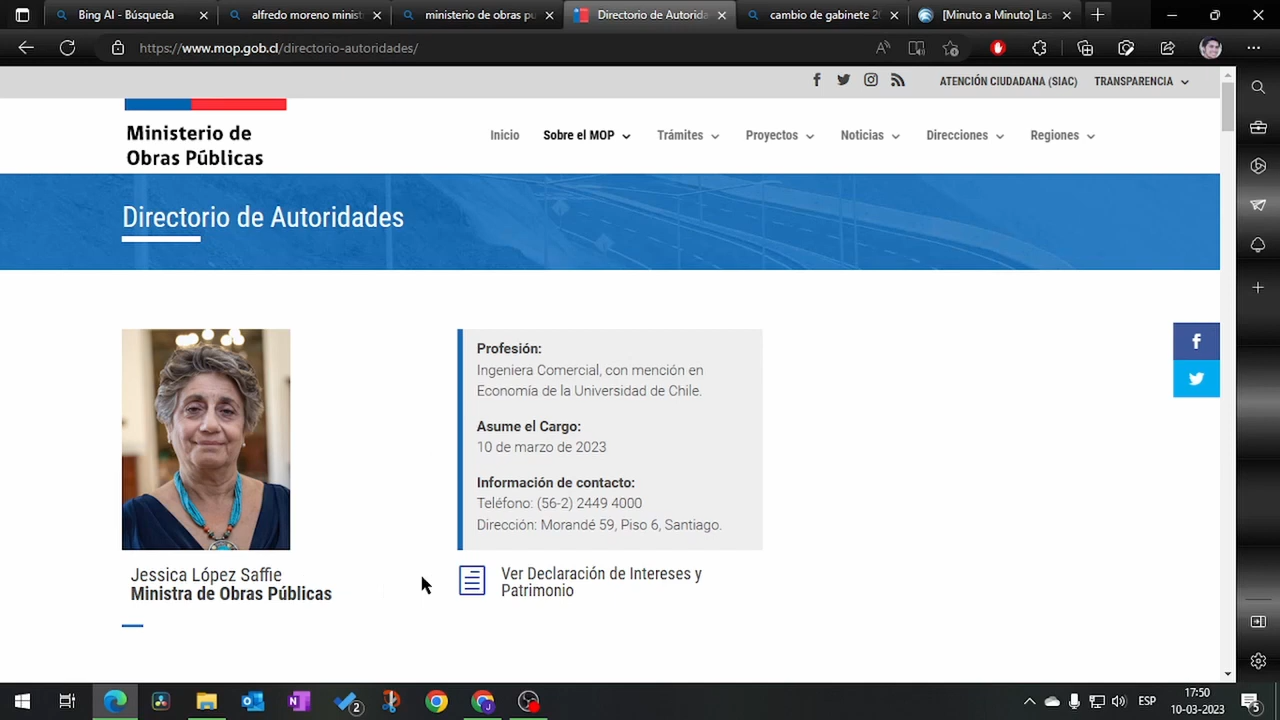 Bing AI - Búsqueda
alfredo moreno minist
ministerio de obras pu
Directorio de Autorida
cambio de gabinete 20
[Minuto a Minuto] Las
https://www.mop.gob.cl/directorio-autoridades/
ATENCIÓN CIUDADANA (SIAC)
TRANSPARENCIA
Ministerio de
Obras Públicas
Inicio
Sobre el MOP
Trámites
Proyectos
Noticias
Direcciones
Regiones
Directorio de Autoridades
Profesión:
Ingeniera Comercial, con mención en
Economía de la Universidad de Chile.
Asume el Cargo:
10 de marzo de 2023
Información de contacto:
Teléfono: (56-2) 2449 4000
Dirección: Morandé 59, Piso 6, Santiago.
Jessica López Saffie
Ministra de Obras Públicas
Ver Declaración de Intereses y
Patrimonio
2
ESP
17:50
10-03-2023
5